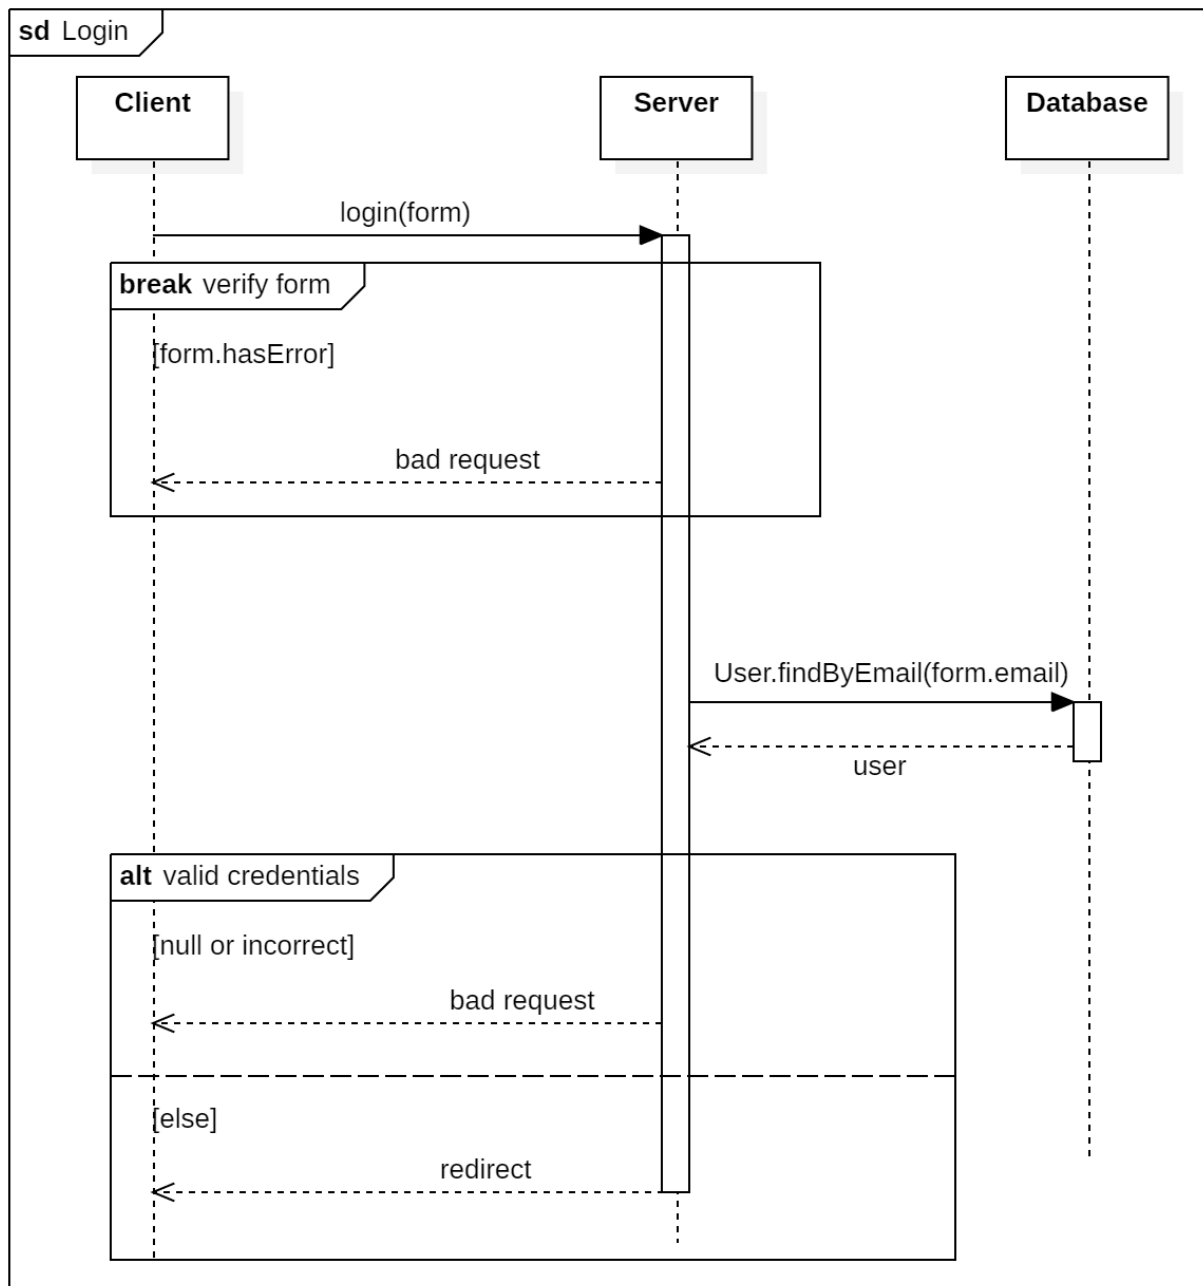 sd Login
Client
Server
Database
login(form)
break verify form
[form.hasError]
bad request
User.findByEmail(form.email)
user
alt valid credentials
[null or incorrect]
bad request
[else]
redirect